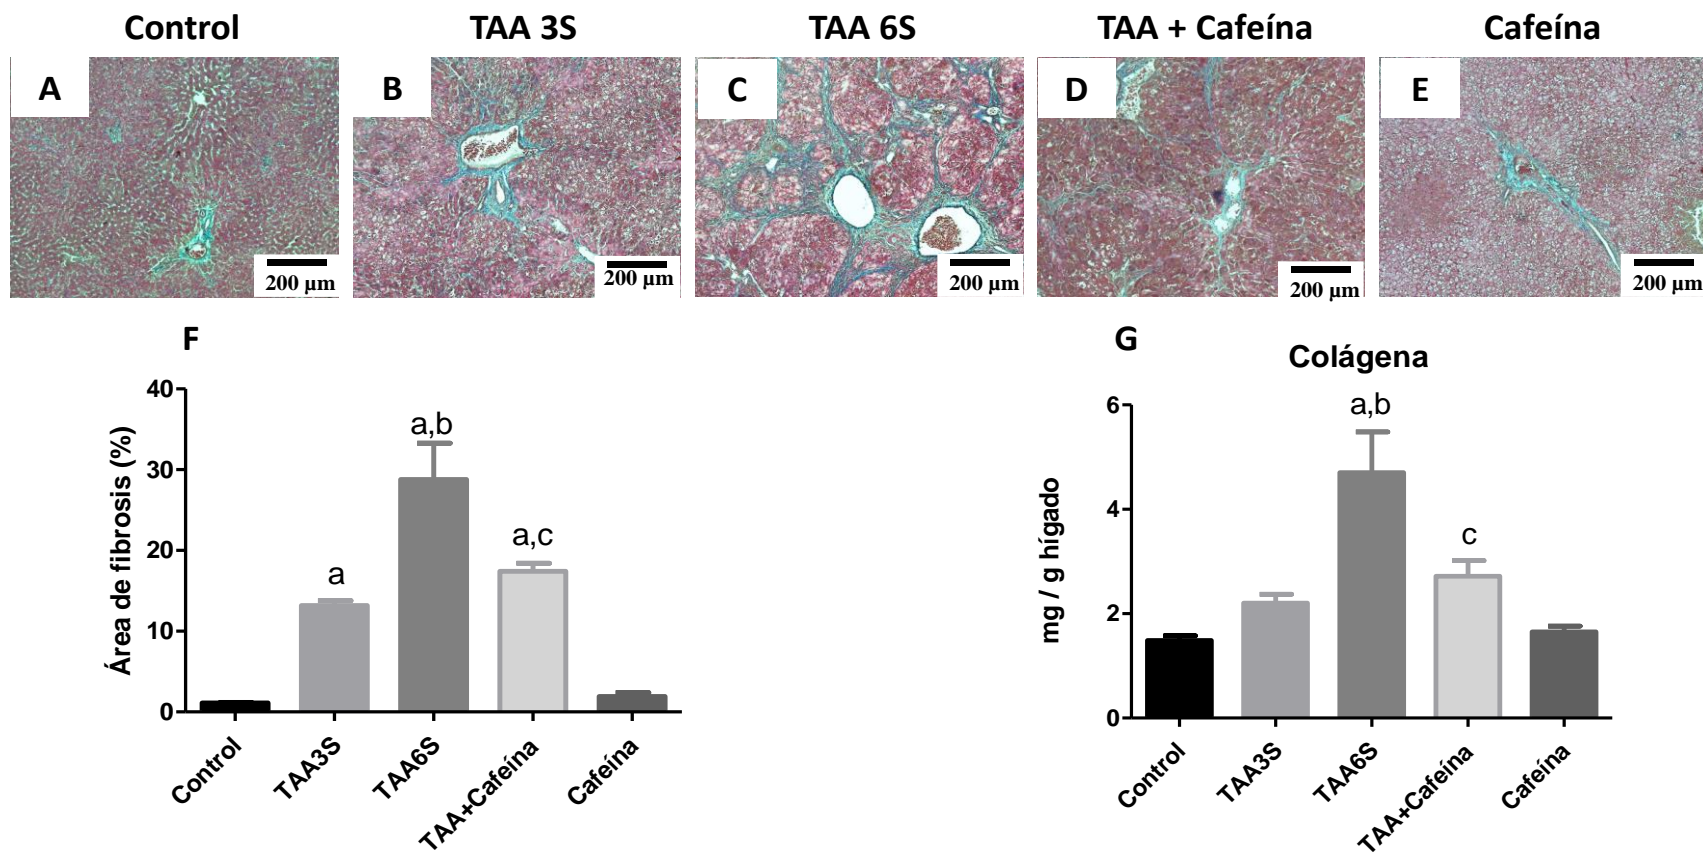 Control
TAA 3S
TAA 6S
TAA + Cafeína
Cafeína
A
B
C
D
E
200 µm
200 µm
200 µm
200 µm
200 µm
F
Área de fibrosis (%)
40
30
20
10
0
a
a,b
a,c
Control
TAA3S
TAA6S
TAA+Cafeína
Cafeína
G
Colágena
mg / g hígado
6
4
2
0
a,b
c
Control
TAA3S
TAA6S
TAA+Cafeína
Cafeína